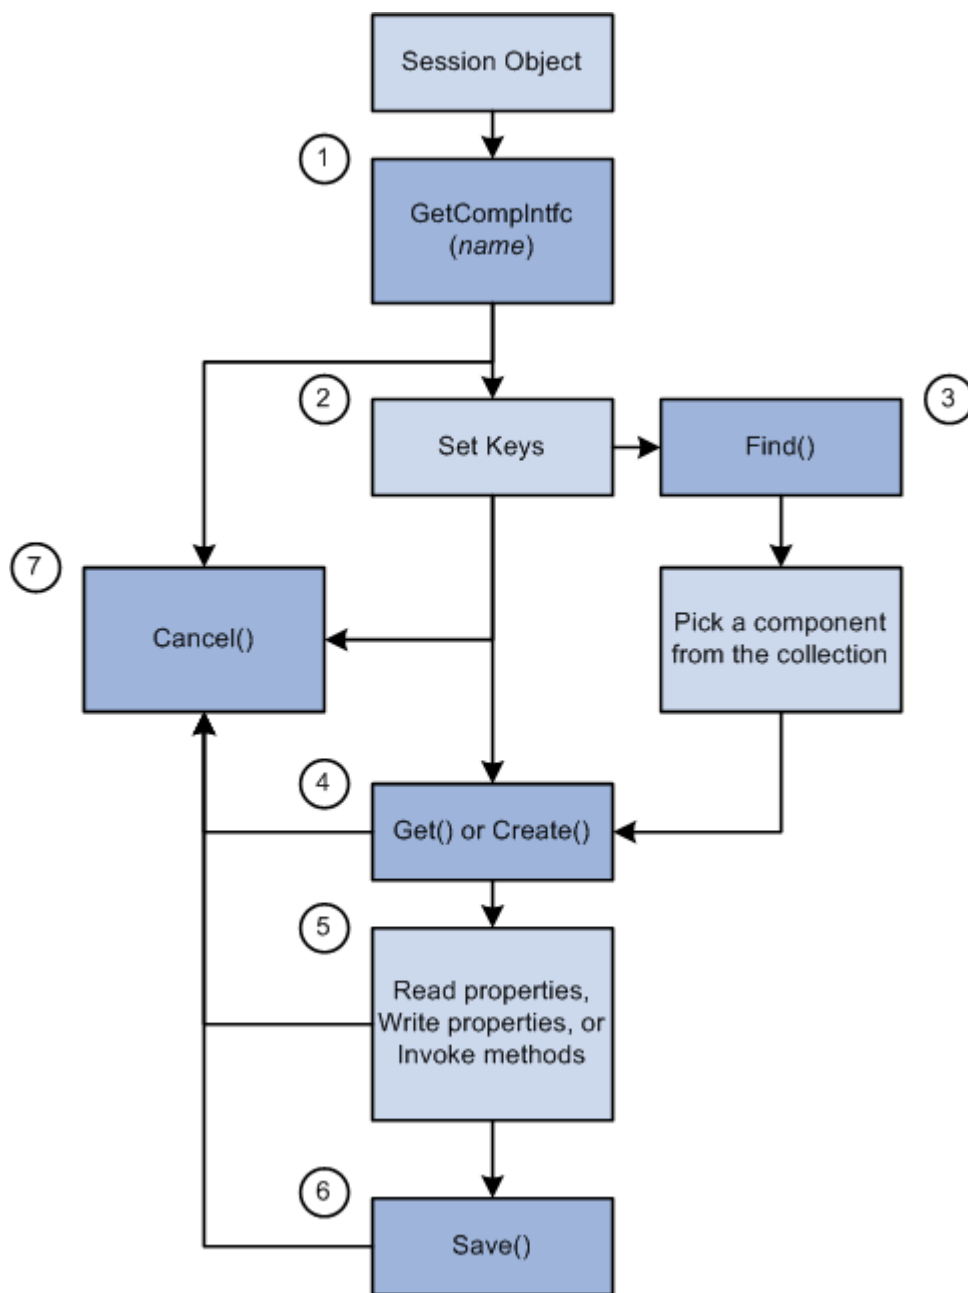 Session Object
1
GetCompIntfc
(name)
2
3
Set Keys
Find()
7
Cancel()
Pick a component
from the collection
4
Get() or Create()
5
Read properties,
Write properties, or
Invoke methods
6
Save()